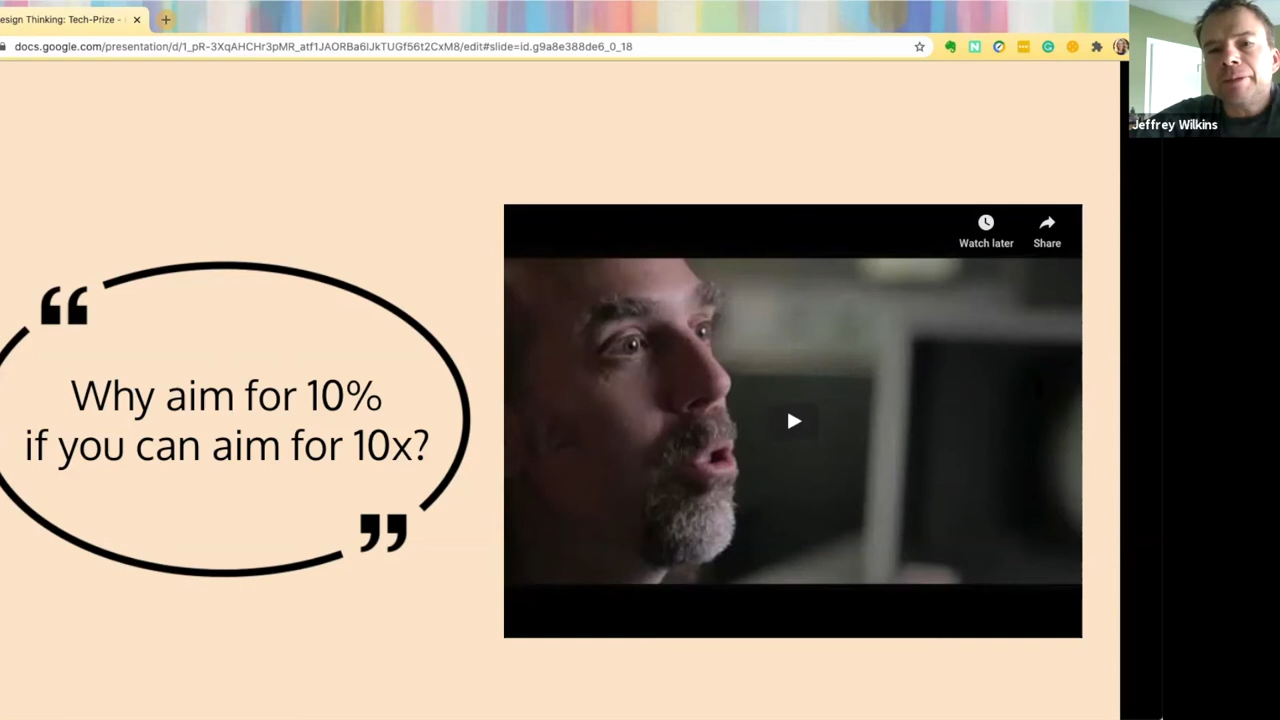 esign Thinking: Tech-Prize -
docs.google.com/presentation/d/1_pR-3XqAHCHr3pMR_atf1JAORBa6lJkTUGf56t2CxM8/edit#slide=id.g9a8e388de6_0_18
Jeffrey Wilkins
Watch later
Share
“
Why aim for 10%
if you can aim for 10x?
”